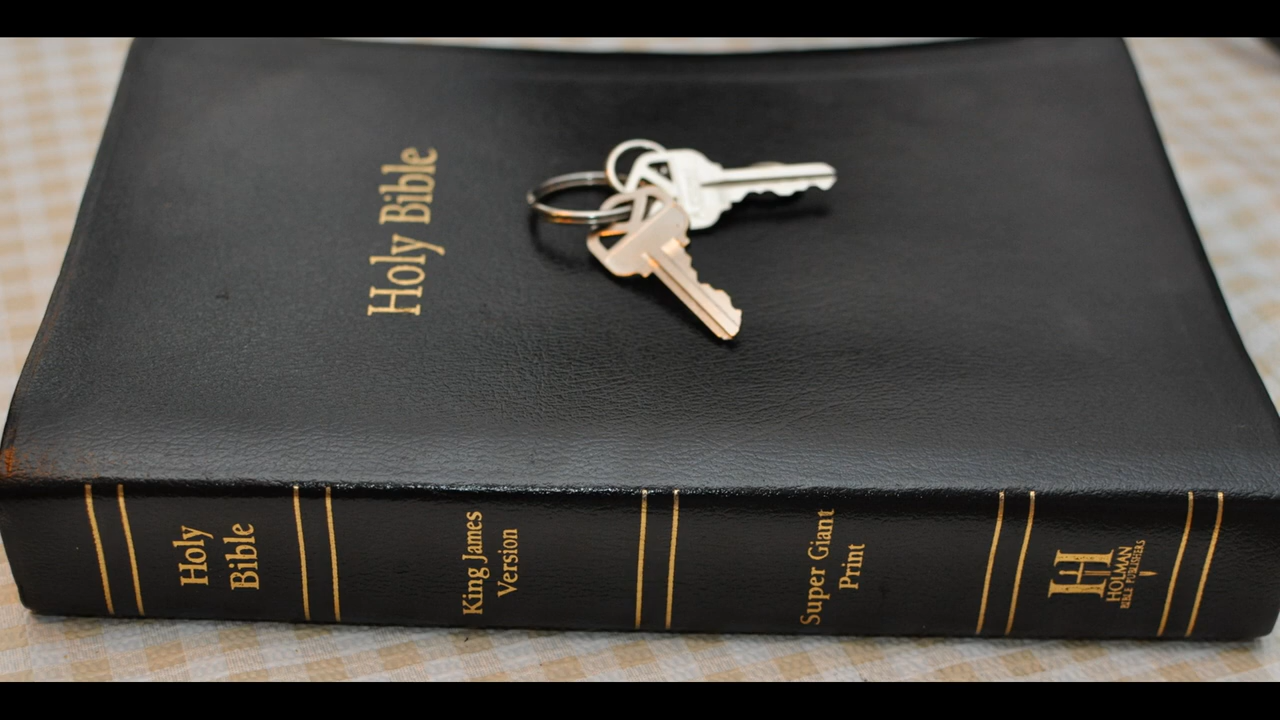 Holy Bible
Holy
Bible
King James
Version
Super Giant
Print
HOLMAN
BIBLE PUBLISHERS